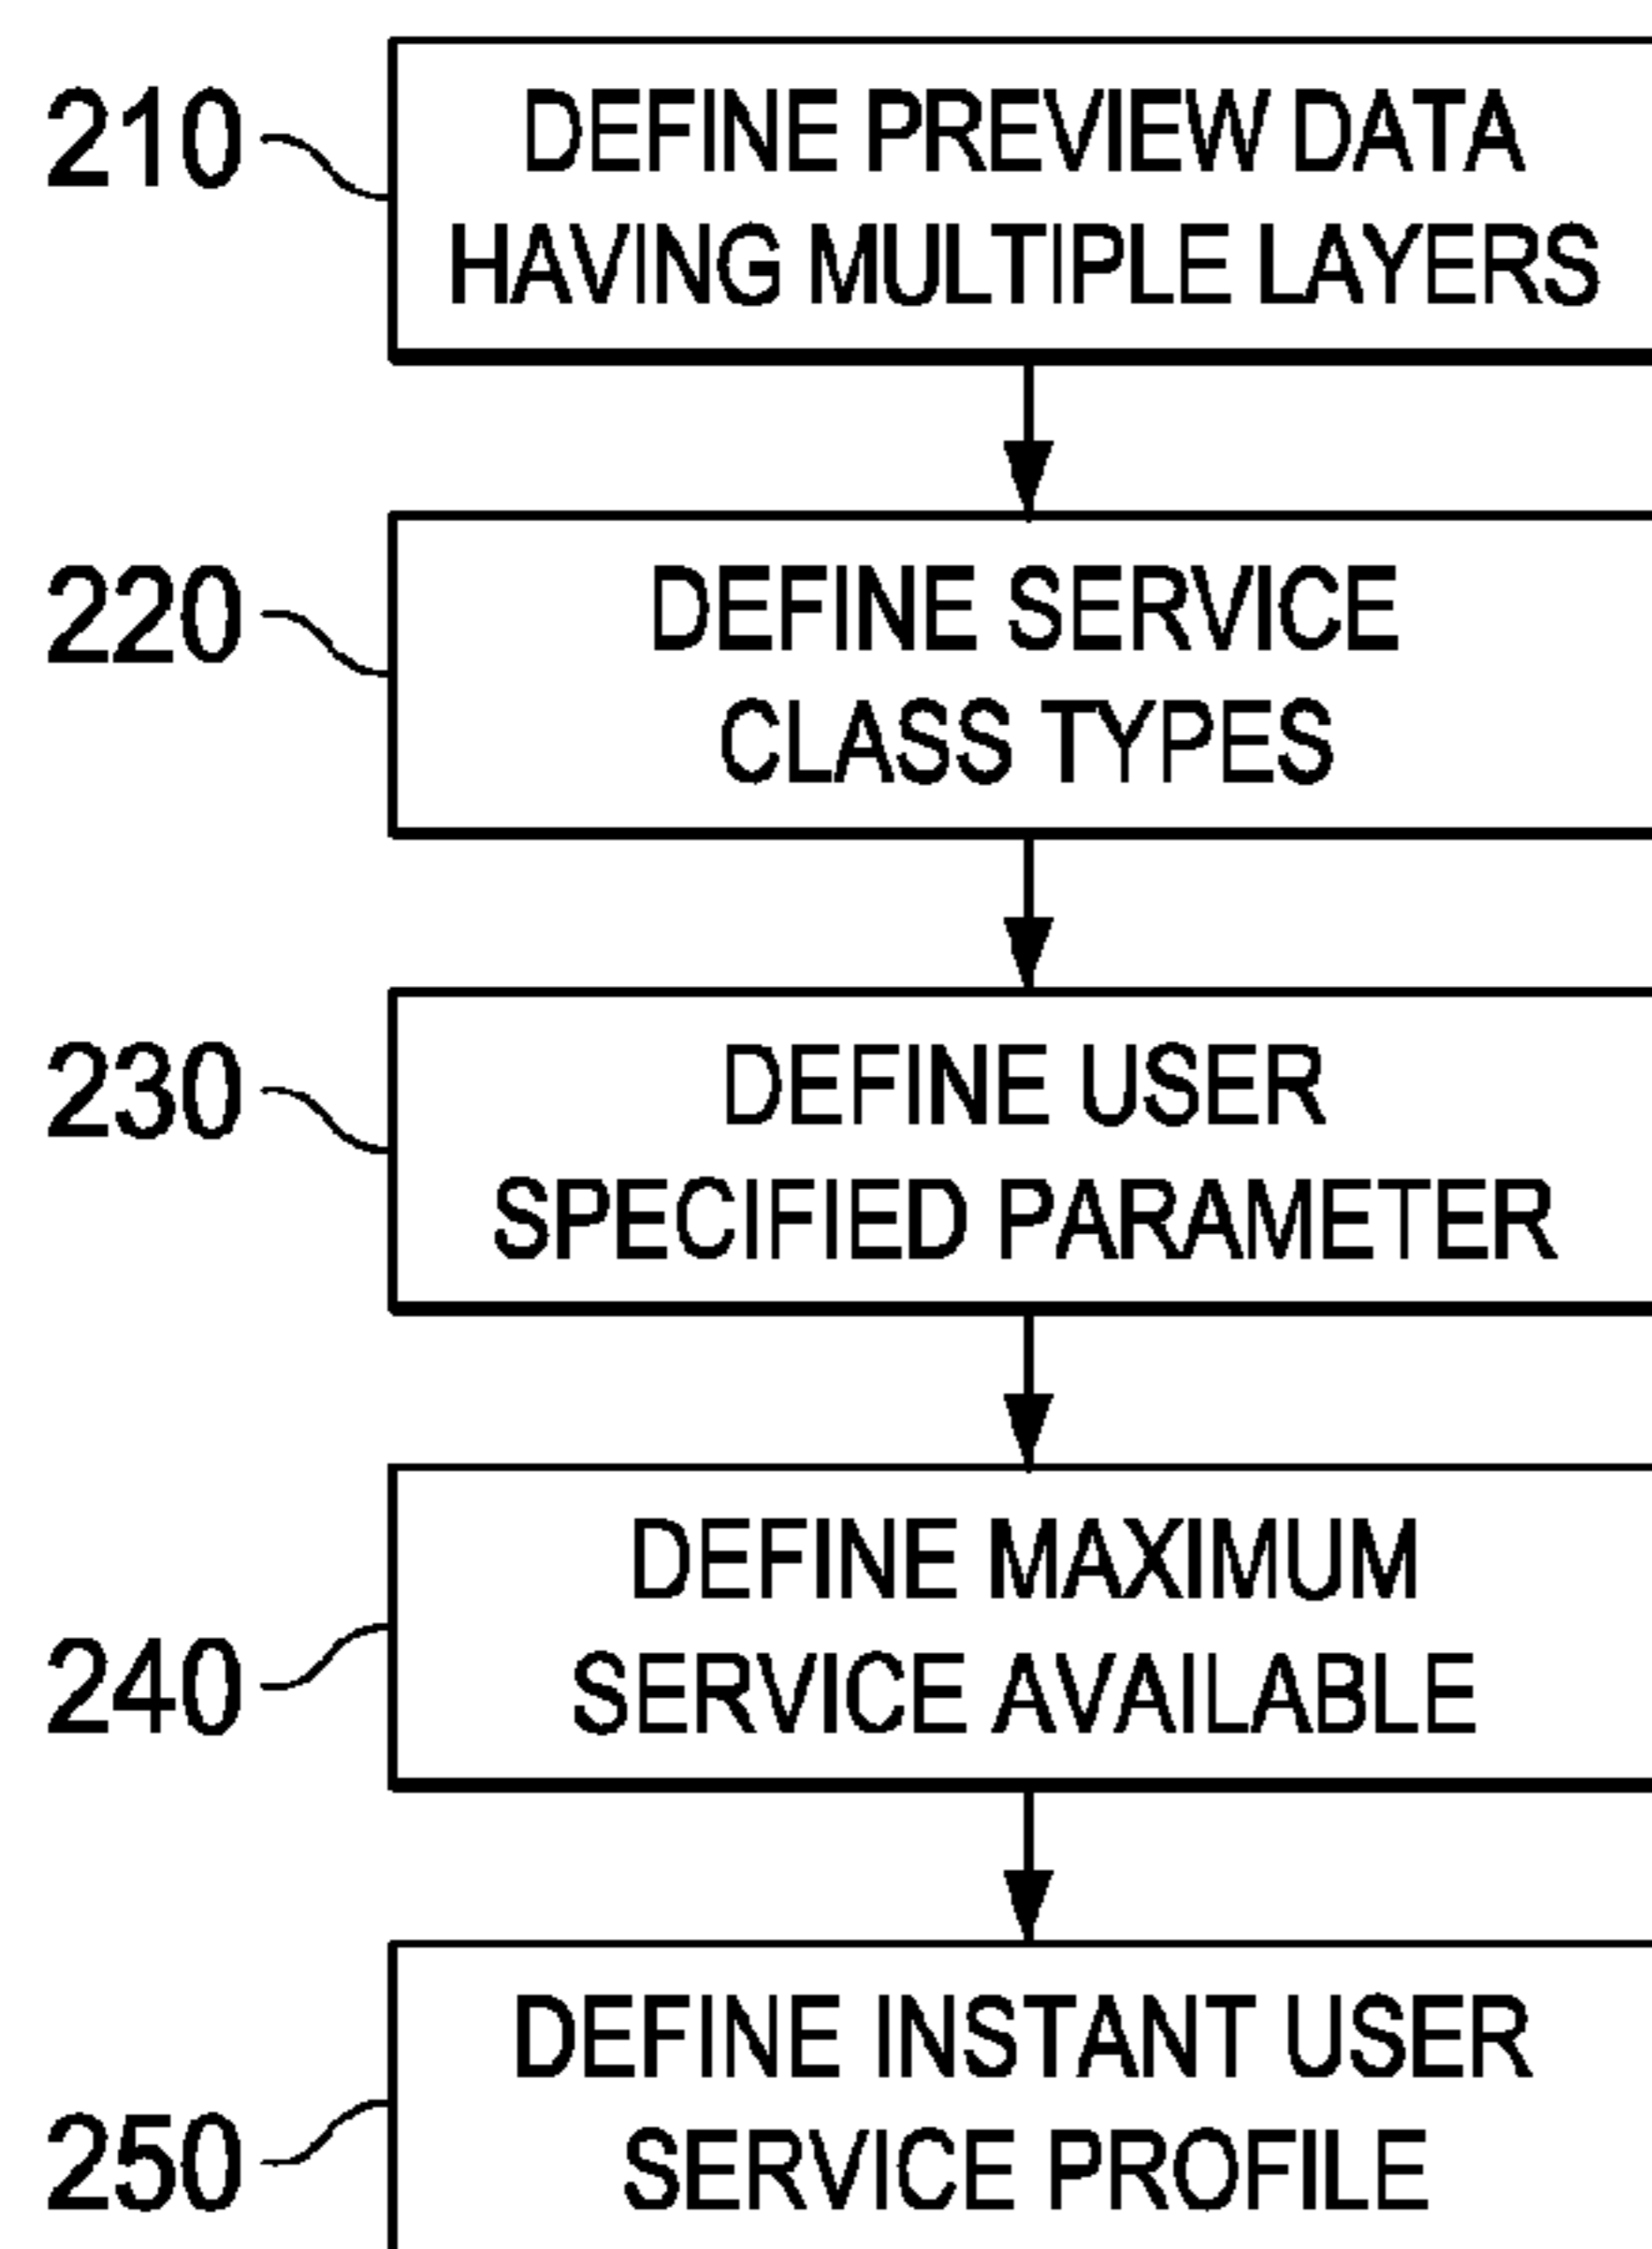 210
DEFINE PREVIEW DATA
HAVING MULTIPLE LAYERS
220
DEFINE SERVICE
CLASS TYPES
230
DEFINE USER
SPECIFIED PARAMETER
240
DEFINE MAXIMUM
SERVICE AVAILABLE
250
DEFINE INSTANT USER
SERVICE PROFILE